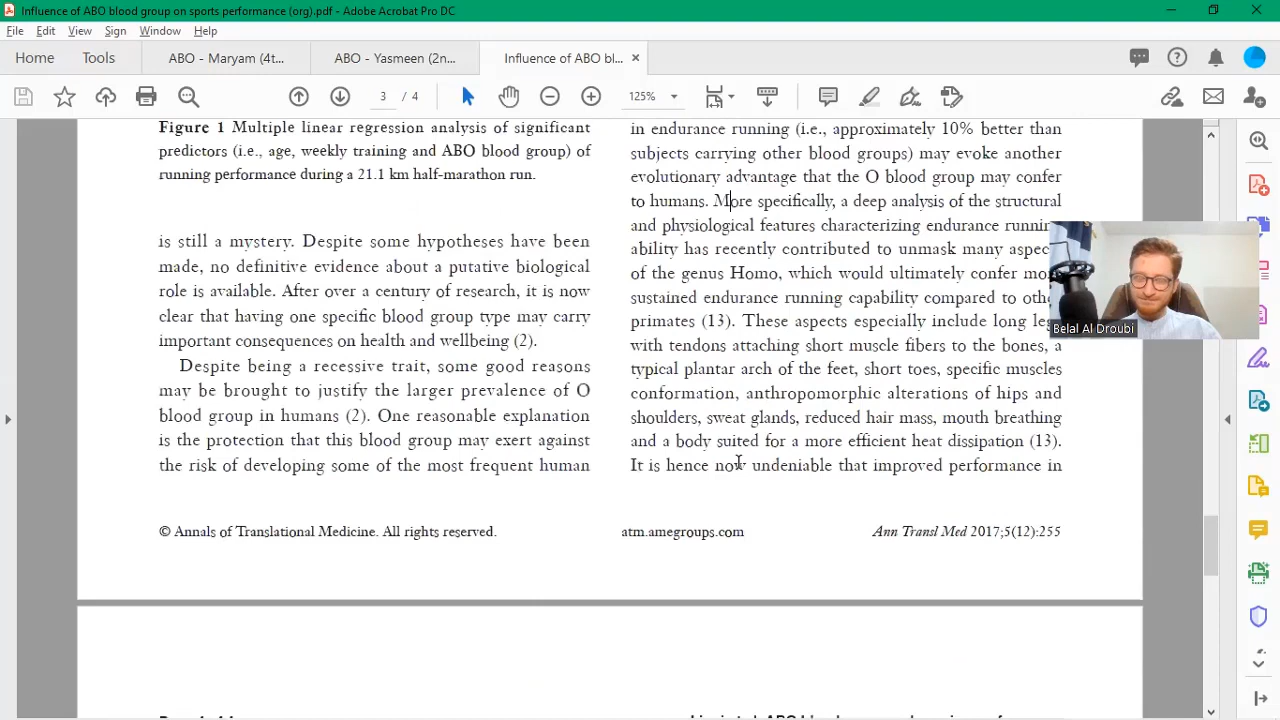 Influence of ABO blood group on sports performance (org).pdf - Adobe Acrobat Pro DC
File Edit View Sign Window Help
Home Tools ABO - Maryam (4t... ABO - Yasmeen (2n... Influence of ABO bl...
3 / 4 125%
Figure 1 Multiple linear regression analysis of significant
predictors (i.e., age, weekly training and ABO blood group) of
running performance during a 21.1 km half-marathon run.
is still a mystery. Despite some hypotheses have been
made, no definitive evidence about a putative biological
role is available. After over a century of research, it is now
clear that having one specific blood group type may carry
important consequences on health and wellbeing (2).
Despite being a recessive trait, some good reasons
may be brought to justify the larger prevalence of O
blood group in humans (2). One reasonable explanation
is the protection that this blood group may exert against
the risk of developing some of the most frequent human
in endurance running (i.e., approximately 10% better than
subjects carrying other blood groups) may evoke another
evolutionary advantage that the O blood group may confer
to humans. More specifically, a deep analysis of the structural
and physiological features characterizing endurance
ability has recently contributed to unmask many
of the genus Homo, which would ultimately confer
sustained endurance running capability compared to
primates (13). These aspects especially include long
with tendons attaching short muscle fibers to the bones, a
typical plantar arch of the feet, short toes, specific muscles
conformation, anthropomorphic alterations of hips and
shoulders, sweat glands, reduced hair mass, mouth breathing
and a body suited for a more efficient heat dissipation (13).
It is hence now undeniable that improved performance in
Belal Al Droubi
© Annals of Translational Medicine. All rights reserved. atm.amegroups.com Ann Transl Med 2017;5(12):255